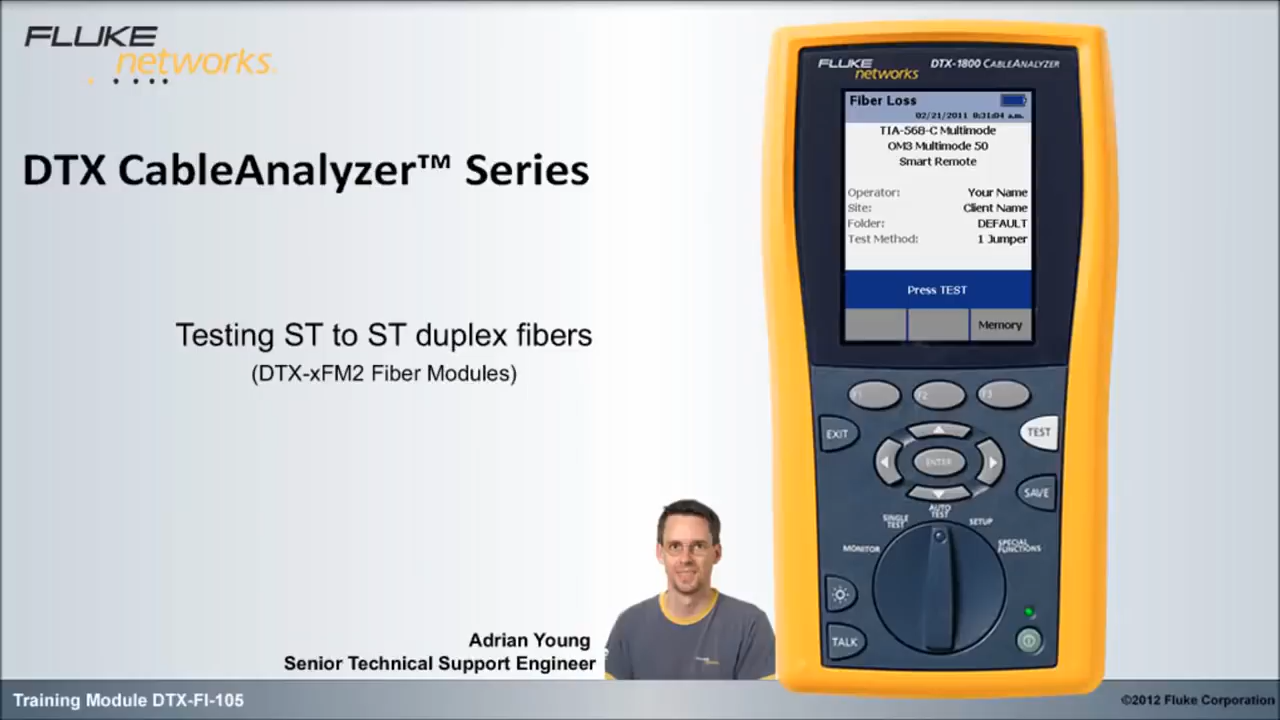 FLUKE
networks®
DTX CableAnalyzer™ Series
Testing ST to ST duplex fibers
(DTX-xFM2 Fiber Modules)
Adrian Young
Senior Technical Support Engineer
Training Module DTX-FI-105
©2012 Fluke Corporation
FLUKE
networks
DTX-1800 CABLEANALYZER
Fiber Loss
02/21/2011 8:31:04 a.m.
TIA-568-C Multimode
OM3 Multimode 50
Smart Remote
Operator: Your Name
Site: Client Name
Folder: DEFAULT
Test Method: 1 Jumper
Press TEST
Memory
F1 F2 F3
EXIT
TEST
ENTER
SAVE
MONITOR
SINGLE
TEST
AUTO
TEST
SETUP
SPECIAL
FUNCTIONS
TALK